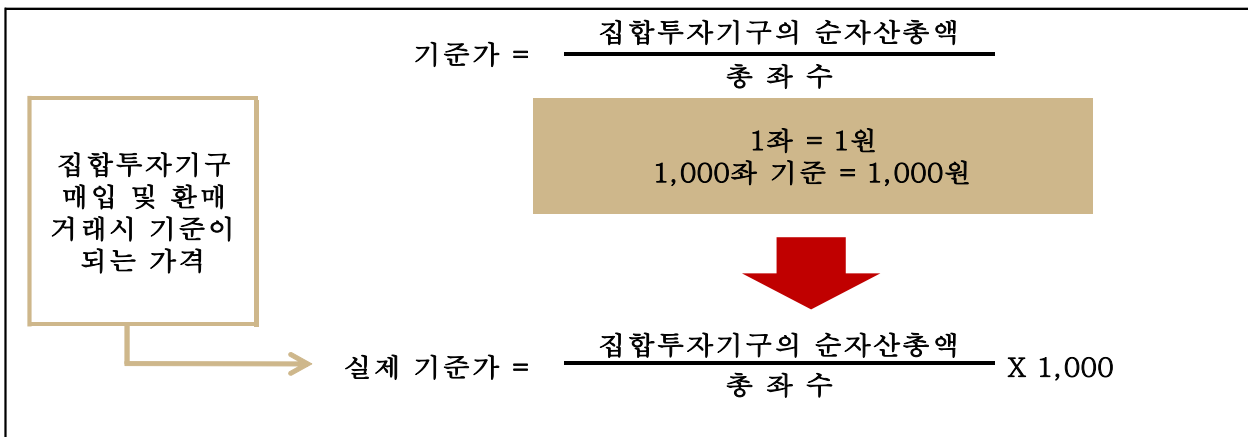 기준가 =
집합투자기구의 순자산총액
총 좌 수
1좌 = 1원
1,000좌 기준 = 1,000원
집합투자기구
매입 및 환매
거래시 기준이
되는 가격
실제 기준가 =
집합투자기구의 순자산총액
총 좌 수
X 1,000